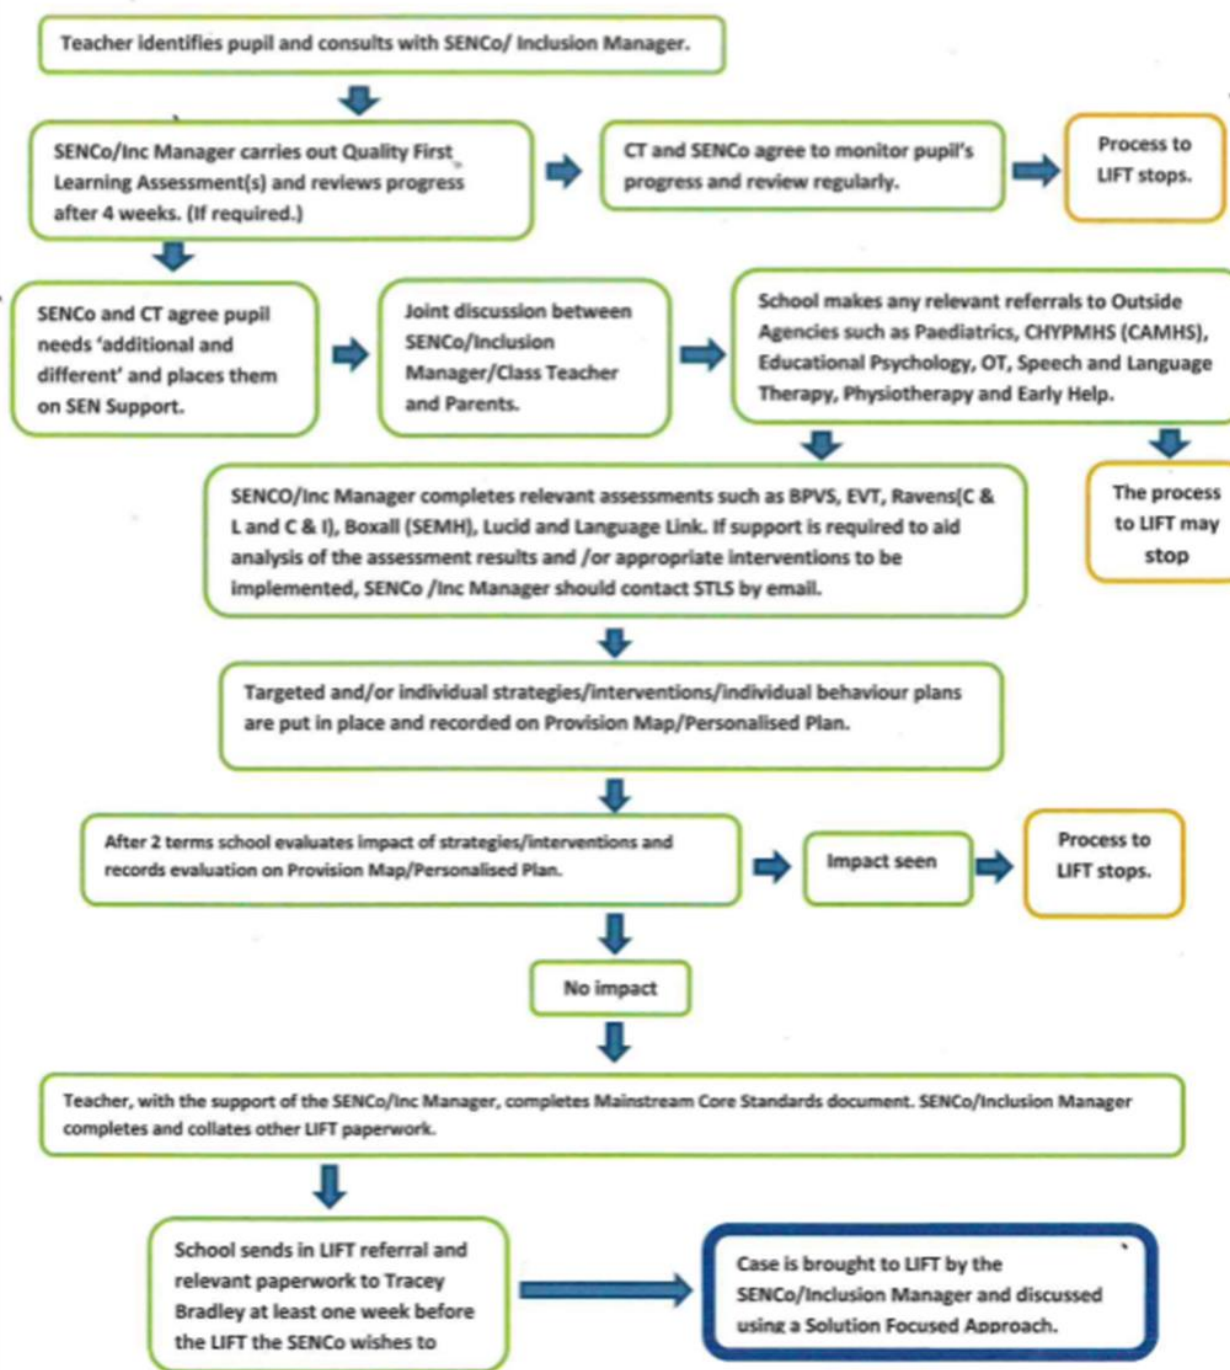 Teacher identifies pupil and consults with SENCo/ Inclusion Manager.
SENCo/Inc Manager carries out Quality First
Learning Assessment(s) and reviews progress
after 4 weeks. (If required.)
CT and SENCo agree to monitor pupil's
progress and review regularly.
Process to
LIFT stops.
SENCo and CT agree pupil
needs 'additional and
different' and places them
on SEN Support.
Joint discussion between
SENCo/Inclusion
Manager/Class Teacher
and Parents.
School makes any relevant referrals to Outside
Agencies such as Paediatrics, CHYPMHS (CAMHS),
Educational Psychology, OT, Speech and Language
Therapy, Physiotherapy and Early Help.
SENCO/Inc Manager completes relevant assessments such as BPVS, EVT, Ravens(C &
L and C & I), Boxall (SEMH), Lucid and Language Link. If support is required to aid
analysis of the assessment results and /or appropriate interventions to be
implemented, SENCo /Inc Manager should contact STLS by email.
The process
to LIFT may
stop
Targeted and/or individual strategies/interventions/individual behaviour plans
are put in place and recorded on Provision Map/Personalised Plan.
After 2 terms school evaluates impact of strategies/interventions and
records evaluation on Provision Map/Personalised Plan.
Impact seen
Process to
LIFT stops.
No impact
Teacher, with the support of the SENCo/Inc Manager, completes Mainstream Core Standards document. SENCo/Inclusion Manager
completes and collates other LIFT paperwork.
School sends in LIFT referral and
relevant paperwork to Tracey
Bradley at least one week before
the LIFT the SENCo wishes to
Case is brought to LIFT by the
SENCo/Inclusion Manager and discussed
using a Solution Focused Approach.